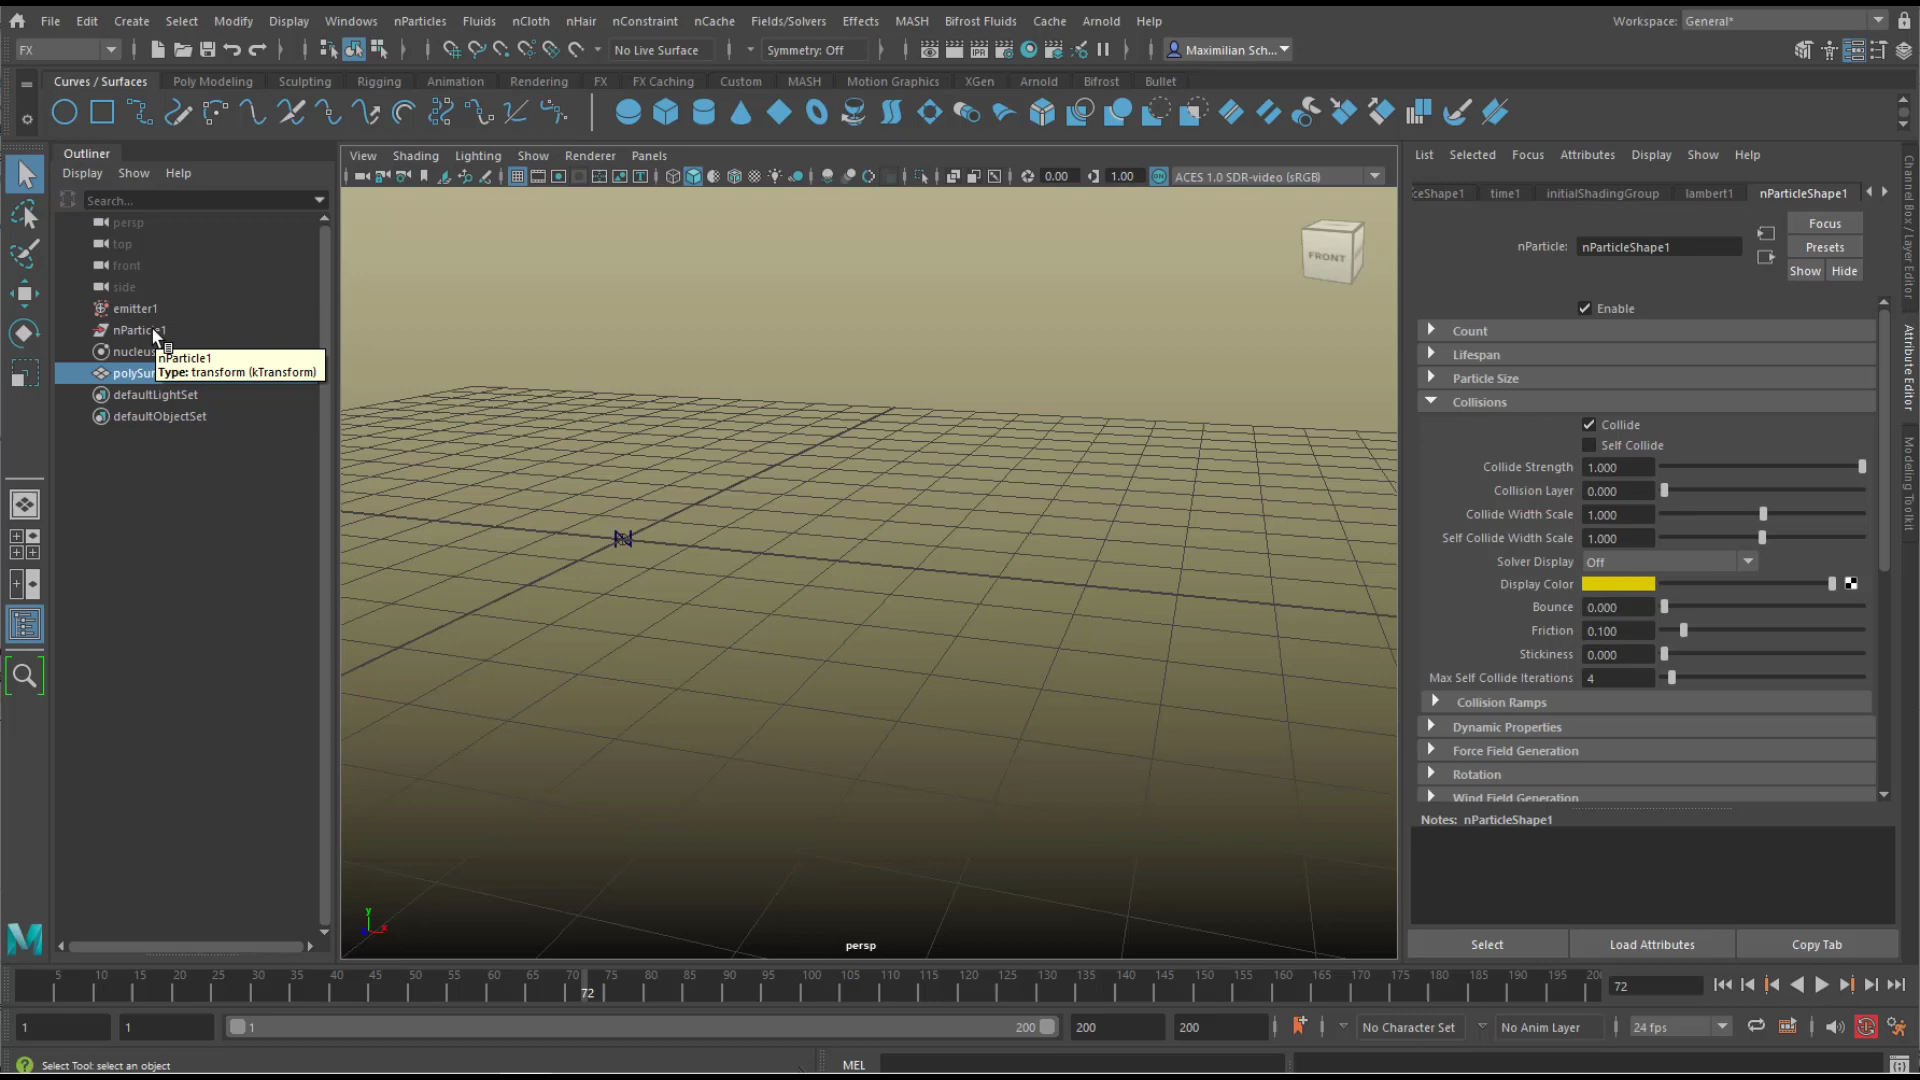 File Edit Create Select Modify Display Windows nParticles Fluids nCloth nHair nConstraint nCache Fields/Solvers Effects MASH Bifrost Fluids Cache Arnold Help Workspace: General*
FX No Live Surface Symmetry: Off IPR Maximilian Sch...
Curves / Surfaces Poly Modeling Sculpting Rigging Animation Rendering FX FX Caching Custom MASH Motion Graphics XGen Arnold Bifrost Bullet
Outliner
Display Show Help
Search...
persp
top
front
side
emitter1
nParticle1
nucleus
polySur
defaultLightSet
defaultObjectSet
nParticle1
Type: transform (kTransform)
View Shading Lighting Show Renderer Panels
0.00 1.00 ON ACES 1.0 SDR-video (sRGB)
FRONT
N
y
persp
List Selected Focus Attributes Display Show Help
ceShape1 time1 initialShadingGroup lambert1 nParticleShape1
Focus
nParticle: nParticleShape1 Presets
Show Hide
Enable
Count
Lifespan
Particle Size
Collisions
Collide
Self Collide
Collide Strength 1.000
Collision Layer 0.000
Collide Width Scale 1.000
Self Collide Width Scale 1.000
Solver Display Off
Display Color
Bounce 0.000
Friction 0.100
Stickiness 0.000
Max Self Collide Iterations 4
Collision Ramps
Dynamic Properties
Force Field Generation
Rotation
Wind Field Generation
Notes: nParticleShape1
Select Load Attributes Copy Tab
Channel Box / Layer Editor
Attribute Editor
Modeling Toolkit
5 10 15 20 25 30 35 40 45 50 55 60 65 70 75 80 85 90 95 100 105 110 115 120 125 130 135 140 145 150 155 160 165 170 175 180 185 190 195 20
72 72
1 1 1 200 200 200 No Character Set No Anim Layer 24 fps
Select Tool: select an object MEL